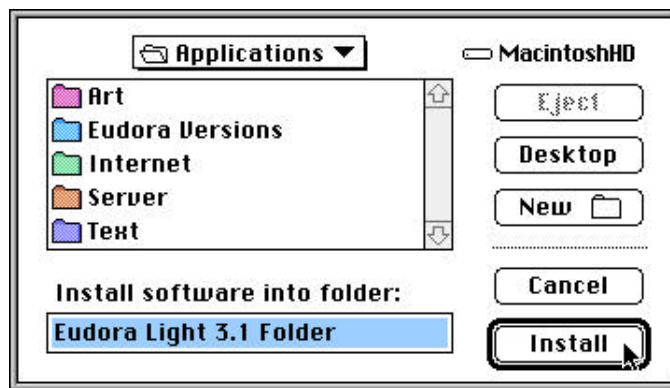 Applications
MacintoshHD
Art
Eudora Versions
Internet
Server
Text
Eject
Desktop
New
Install software into folder:
Eudora Light 3.1 Folder
Cancel
Install